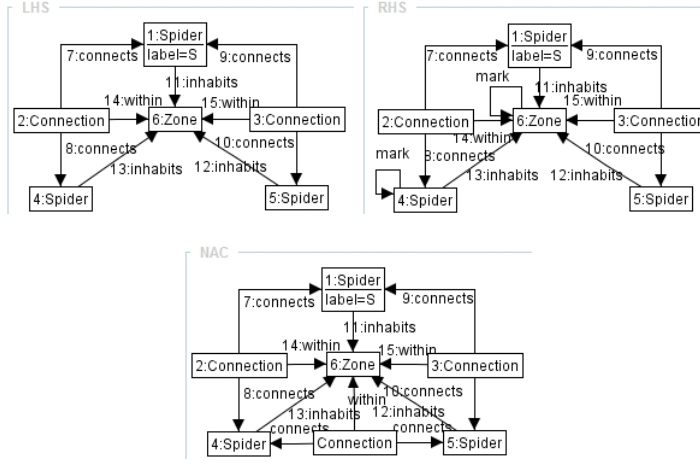 LHS
1:Spider
label=S
7:connects
9:connects
11:inhabits
14:within
15:within
2:Connection
6:Zone
3:Connection
8:connects
10:connects
13:inhabits
12:inhabits
4:Spider
5:Spider
RHS
1:Spider
label=S
7:connects
9:connects
mark
11:inhabits
15:within
2:Connection
6:Zone
3:Connection
14:within
mark
8:connects
10:connects
13:inhabits
12:inhabits
4:Spider
5:Spider
NAC
1:Spider
label=S
7:connects
9:connects
11:inhabits
14:within
15:within
2:Connection
6:Zone
3:Connection
8:connects
within
10:connects
13:inhabits
12:inhabits
connects
connects
4:Spider
Connection
5:Spider